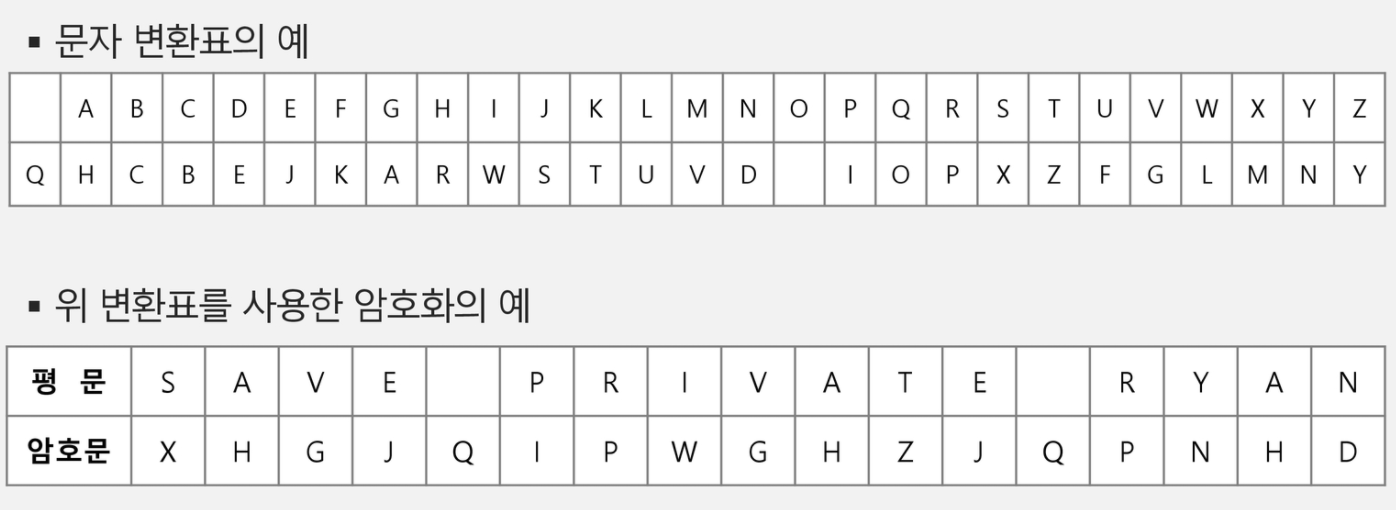 ▪ 문자 변환표의 예
A B C D E F G H I J K L M N O P Q R S T U V W X Y Z
Q H C B E J K A R W S T U V D I O P X Z F G L M N Y
▪ 위 변환표를 사용한 암호화의 예
평 문 S A V E P R I V A T E R Y A N
암호문 X H G J Q I P W G H Z J Q P N H D